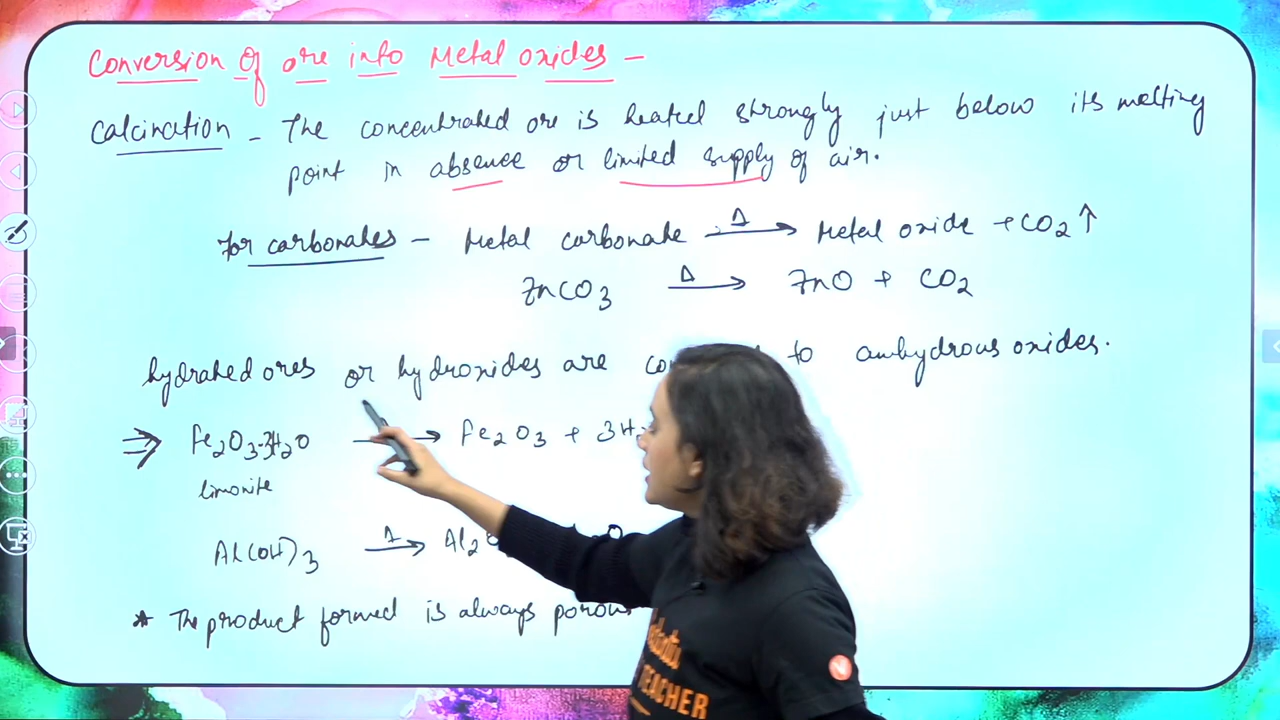 Conversion of ore into Metal oxides -
Calcination - The concentrated ore is heated strongly just below its melting
point in absence or limited supply of air.
For carbonates - Metal carbonate Δ→ Metal oxide + CO2↑
ZnCO3 Δ→ ZnO + CO2
hydrated ores or hydroxides are to anhydrous oxides.
⇒ Fe2O3.3H2O → Fe2O3 + 3H
limonite
Al(OH)3 Δ→ Al2
* The product formed is always porous
TEACHER